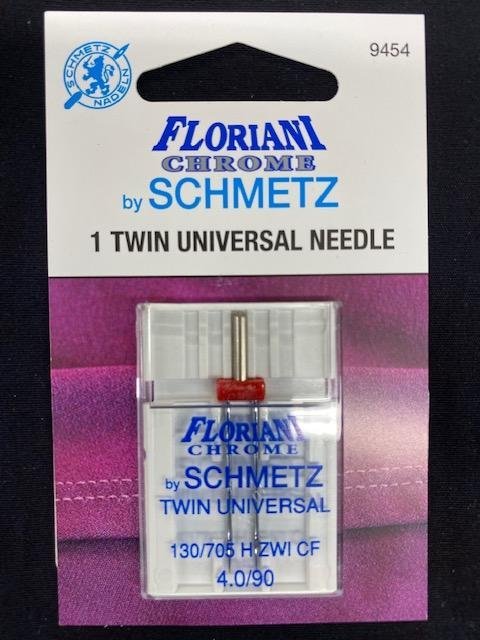 SCHMETZ
NADELN
9454
FLORIANI
CHROME
by SCHMETZ
1 TWIN UNIVERSAL NEEDLE
FLORIANI
CHROME
by SCHMETZ
TWIN UNIVERSAL
130/705 H ZWI CF
4.0/90